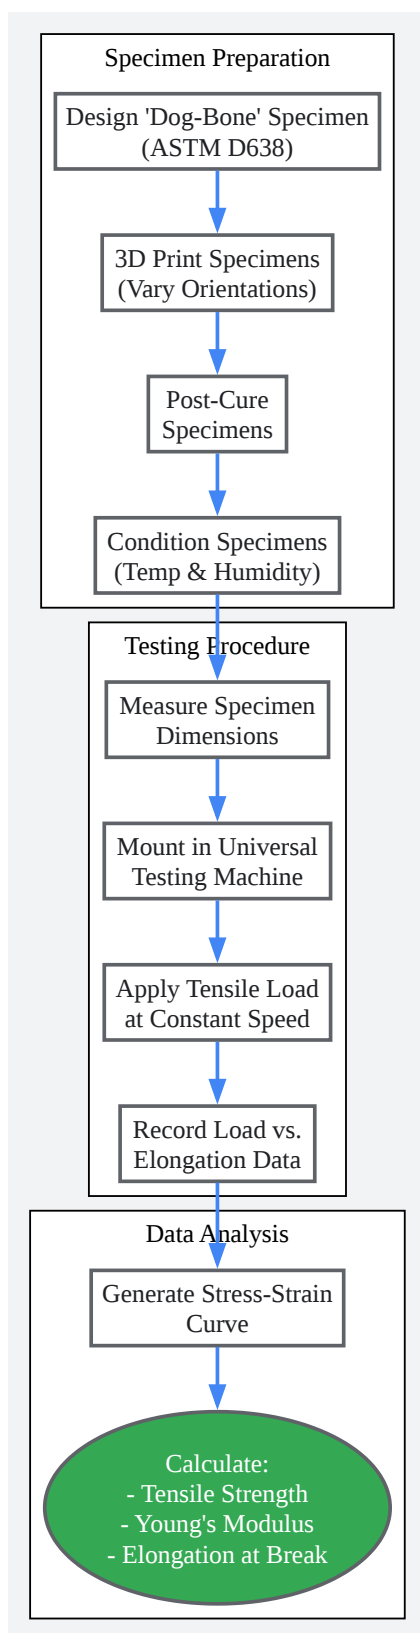 Specimen Preparation
Design 'Dog-Bone' Specimen
(ASTM D638)
3D Print Specimens
(Vary Orientations)
Post-Cure
Specimens
Condition Specimens
(Temp & Humidity)
Testing Procedure
Measure Specimen
Dimensions
Mount in Universal
Testing Machine
Apply Tensile Load
at Constant Speed
Record Load vs.
Elongation Data
Data Analysis
Generate Stress-Strain
Curve
Calculate:
- Tensile Strength
- Young's Modulus
- Elongation at Break